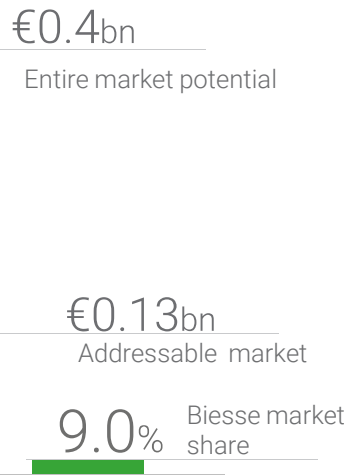 €0.4bn
Entire market potential
€0.13bn
Addressable market
9.0%
Biesse market
share